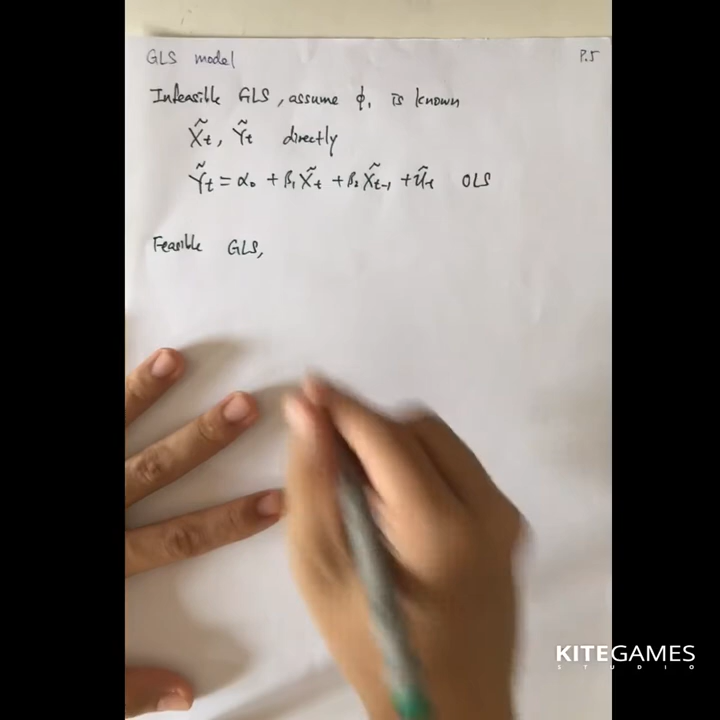 GLS model P.5
Infeasible GLS, assume ϕ₁ is known
X̃t, Ỹt directly
Ỹt = α₀ + β₁X̃t + β₂X̃t-1 + ũt OLS
Feasible GLS,
KITEGAMES
STUDIO